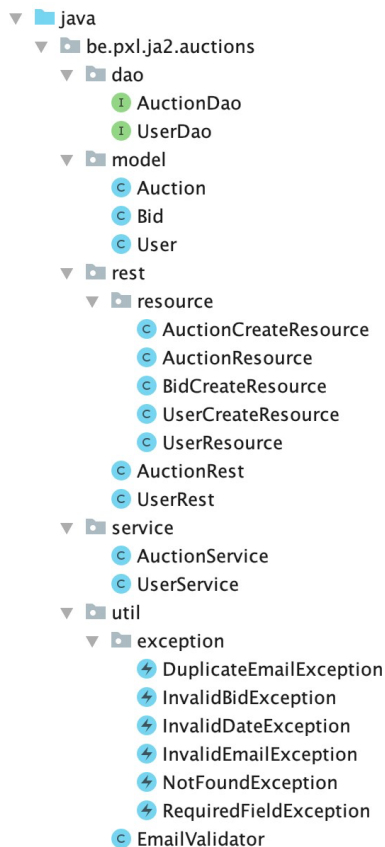 java
be.pxl.ja2.auctions
dao
I AuctionDao
I UserDao
model
C Auction
C Bid
C User
rest
resource
C AuctionCreateResource
C AuctionResource
C BidCreateResource
C UserCreateResource
C UserResource
C AuctionRest
C UserRest
service
C AuctionService
C UserService
util
exception
DuplicateEmailException
InvalidBidException
InvalidDateException
InvalidEmailException
NotFoundException
RequiredFieldException
C EmailValidator